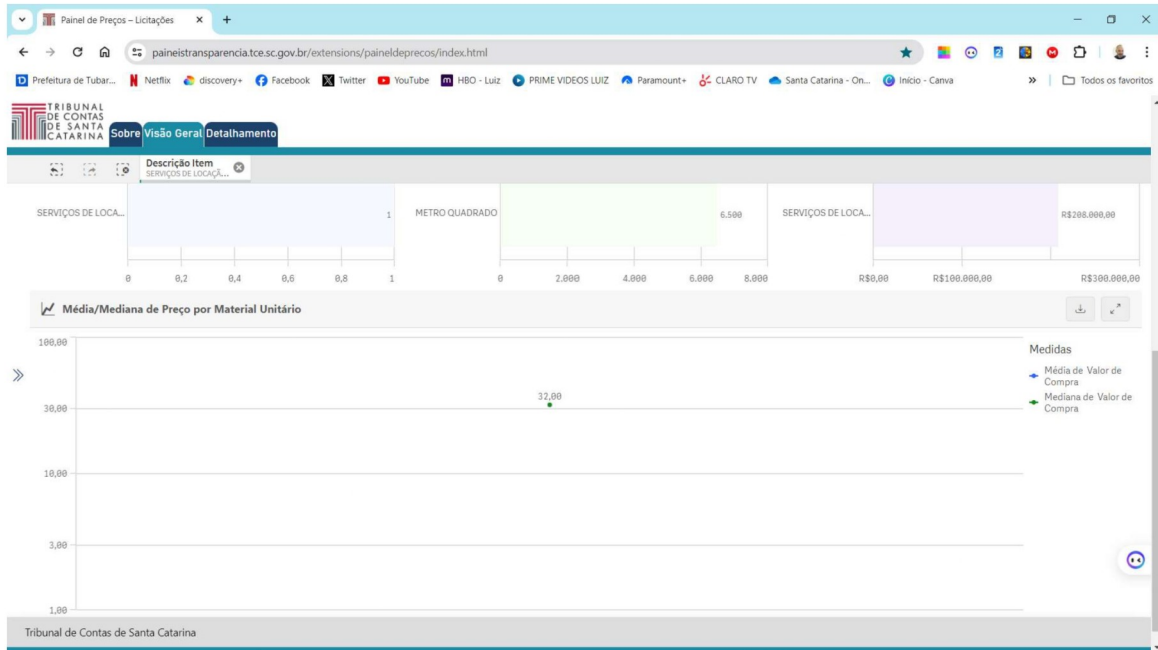 Painel de Preços – Licitações
paineistransparencia.tce.sc.gov.br/extensions/paineldeprecos/index.html
Prefeitura de Tubar... Netflix discovery+ Facebook Twitter YouTube HBO - Luiz PRIME VIDEOS LUIZ Paramount+ CLARO TV Santa Catarina - On... Início - Canva » Todos os favoritos
TRIBUNAL
DE CONTAS
DE SANTA
CATARINA
Sobre Visão Geral Detalhamento
Descrição Item
SERVIÇOS DE LOCAÇÃ...
SERVIÇOS DE LOCA... 1 METRO QUADRADO 6.500 SERVIÇOS DE LOCA... R$208.000,00
0 0,2 0,4 0,6 0,8 1 0 2.000 4.000 6.000 8.000 R$0,00 R$100.000,00 R$300.000,00
Média/Mediana de Preço por Material Unitário
100,00
Medidas
Média de Valor de
Compra
Mediana de Valor de
Compra
32,00
30,00
10,00
3,00
1,00
Tribunal de Contas de Santa Catarina